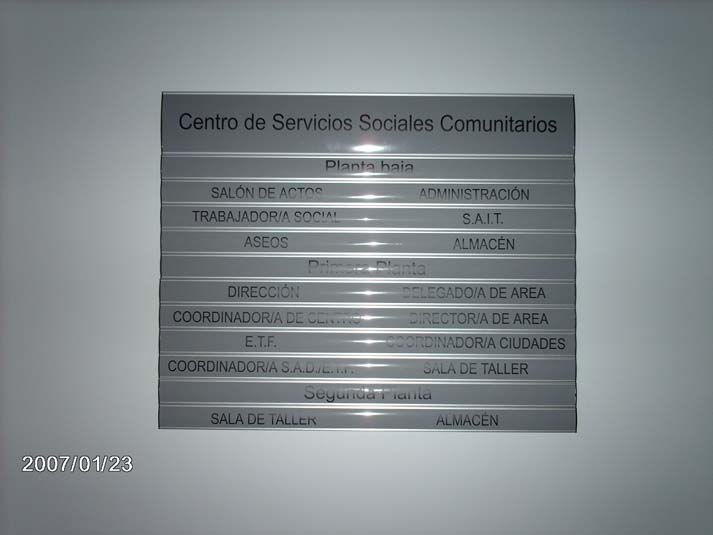 Centro de Servicios Sociales Comunitarios
Planta baja
SALÓN DE ACTOS ADMINISTRACIÓN
TRABAJADOR/A SOCIAL S.A.I.T.
ASEOS ALMACÉN
Primera Planta
DIRECCIÓN DELEGADO/A DE AREA
COORDINADOR/A DE CENTRO DIRECTOR/A DE AREA
E.T.F. COORDINADOR/A CIUDADES
COORDINADOR/A S.A.D./E.T.F. SALA DE TALLER
Segunda Planta
SALA DE TALLER ALMACÉN
2007/01/23